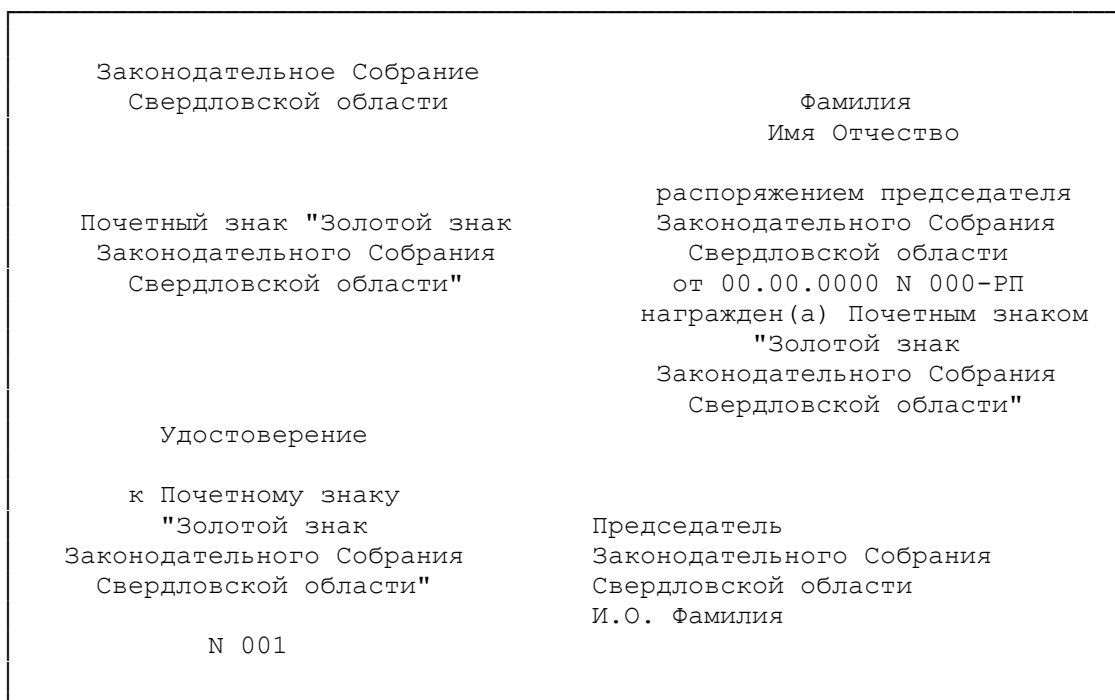 Законодательное Собрание
Свердловской области
Почетный знак "Золотой знак
Законодательного Собрания
Свердловской области"
Удостоверение
к Почетному знаку
"Золотой знак
Законодательного Собрания
Свердловской области"
N 001
Фамилия
Имя Отчество
распоряжением председателя
Законодательного Собрания
Свердловской области
от 00.00.0000 N 000-РП
награжден(а) Почетным знаком
"Золотой знак
Законодательного Собрания
Свердловской области"
Председатель
Законодательного Собрания
Свердловской области
И.О. Фамилия